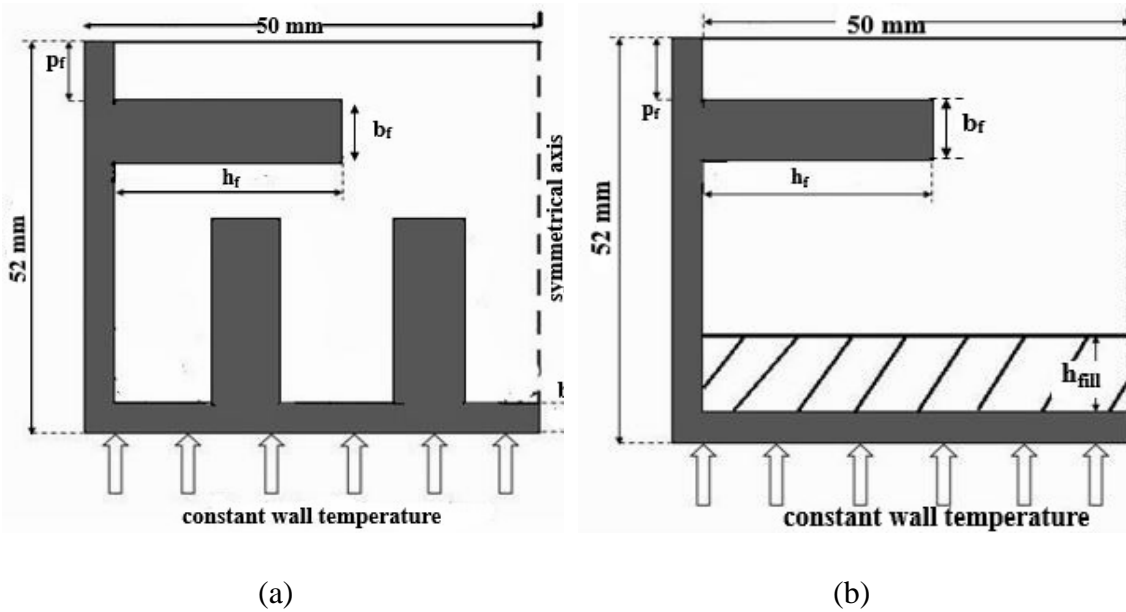 50 mm
pf
bf
hf
52 mm
symmetrical axis
b
constant wall temperature
(a)
50 mm
pf
bf
hf
52 mm
hfill
constant wall temperature
(b)